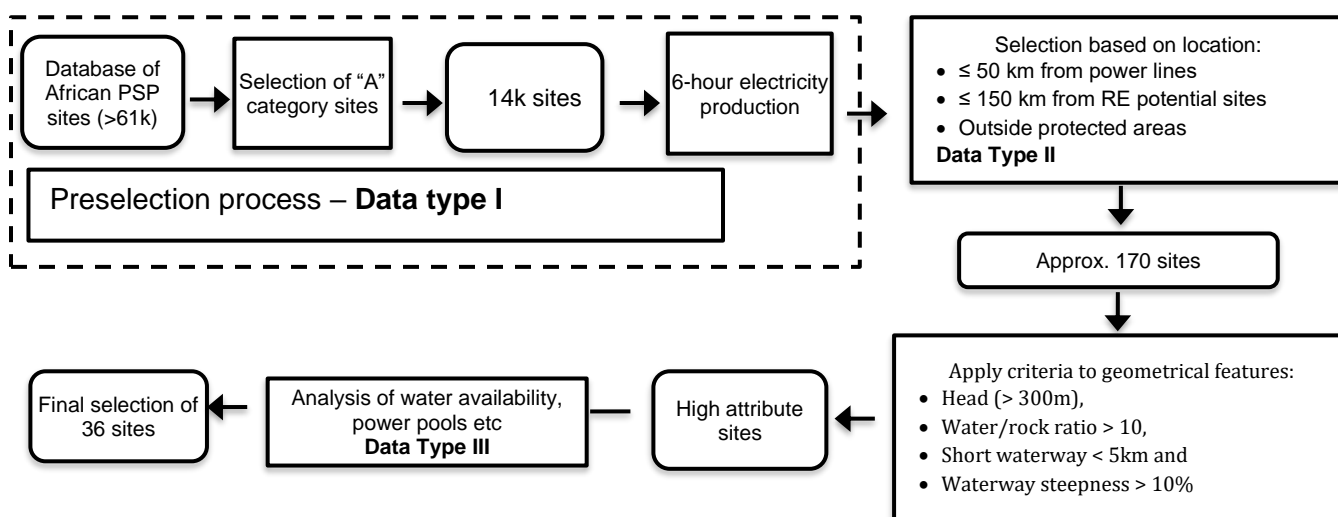 Database of
African PSP
sites (>61k)
Selection of “A”
category sites
14k sites
6-hour electricity
production
Preselection process – Data type I
Selection based on location:
• ≤ 50 km from power lines
• ≤ 150 km from RE potential sites
• Outside protected areas
Data Type II
Approx. 170 sites
Apply criteria to geometrical features:
• Head (> 300m),
• Water/rock ratio > 10,
• Short waterway < 5km and
• Waterway steepness > 10%
High attribute
sites
Analysis of water availability,
power pools etc
Data Type III
Final selection of
36 sites